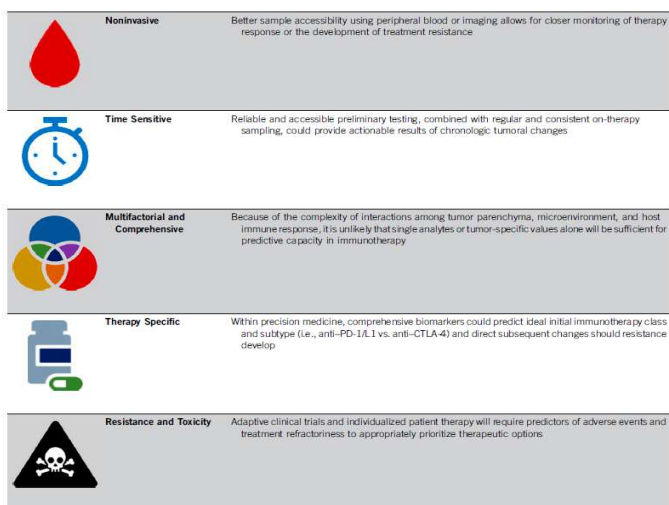 Noninvasive
Better sample accessibility using peripheral blood or imaging allows for closer monitoring of therapy
response or the development of treatment resistance
Time Sensitive
Reliable and accessible preliminary testing, combined with regular and consistent on-therapy
sampling, could provide actionable results of chronologic tumoral changes
Multifactorial and
Comprehensive
Because of the complexity of interactions among tumor parenchyma, microenvironment, and host
immune response, it is unlikely that single analytes or tumor-specific values alone will be sufficient for
predictive capacity in immunotherapy
Therapy Specific
Within precision medicine, comprehensive biomarkers could predict ideal initial immunotherapy class
and subtype (i.e., anti–PD-1/L1 vs. anti–CTLA-4) and direct subsequent changes should resistance
develop
Resistance and Toxicity
Adaptive clinical trials and individualized patient therapy will require predictors of adverse events and
treatment refractoriness to appropriately prioritize therapeutic options